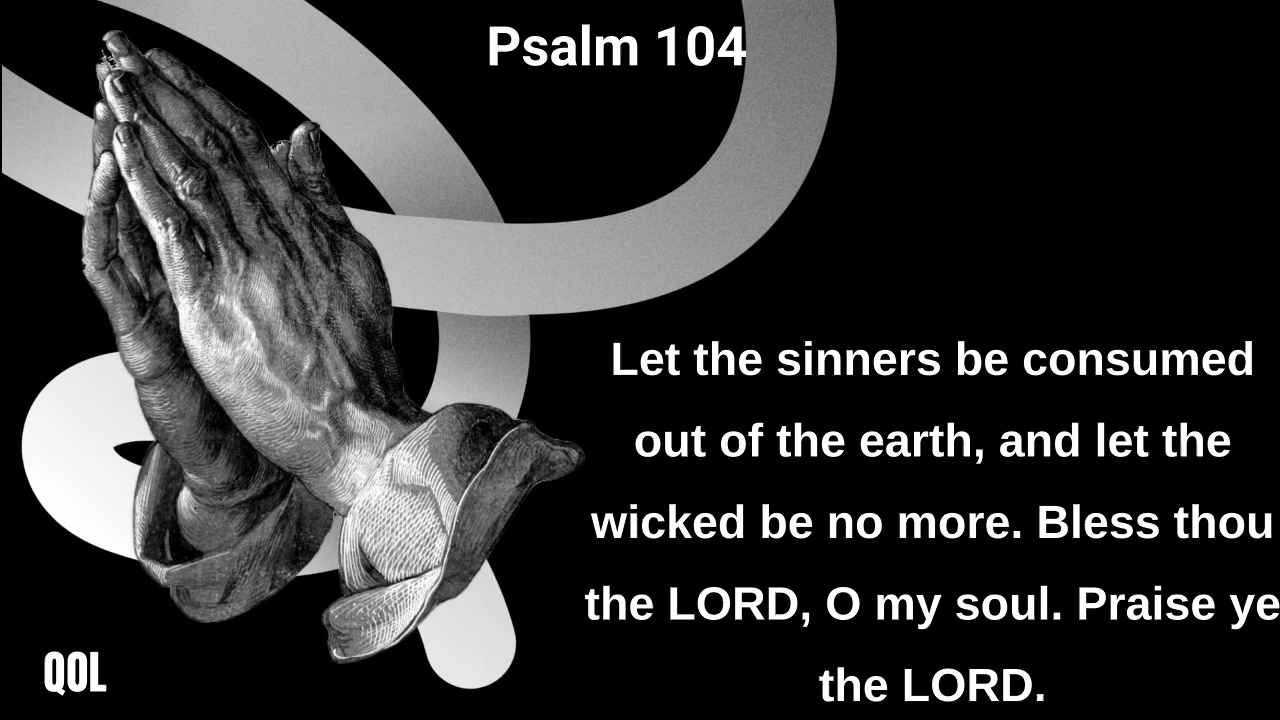 Psalm 104
Let the sinners be consumed
out of the earth, and let the
wicked be no more. Bless thou
the LORD, O my soul. Praise ye
the LORD.
QOL